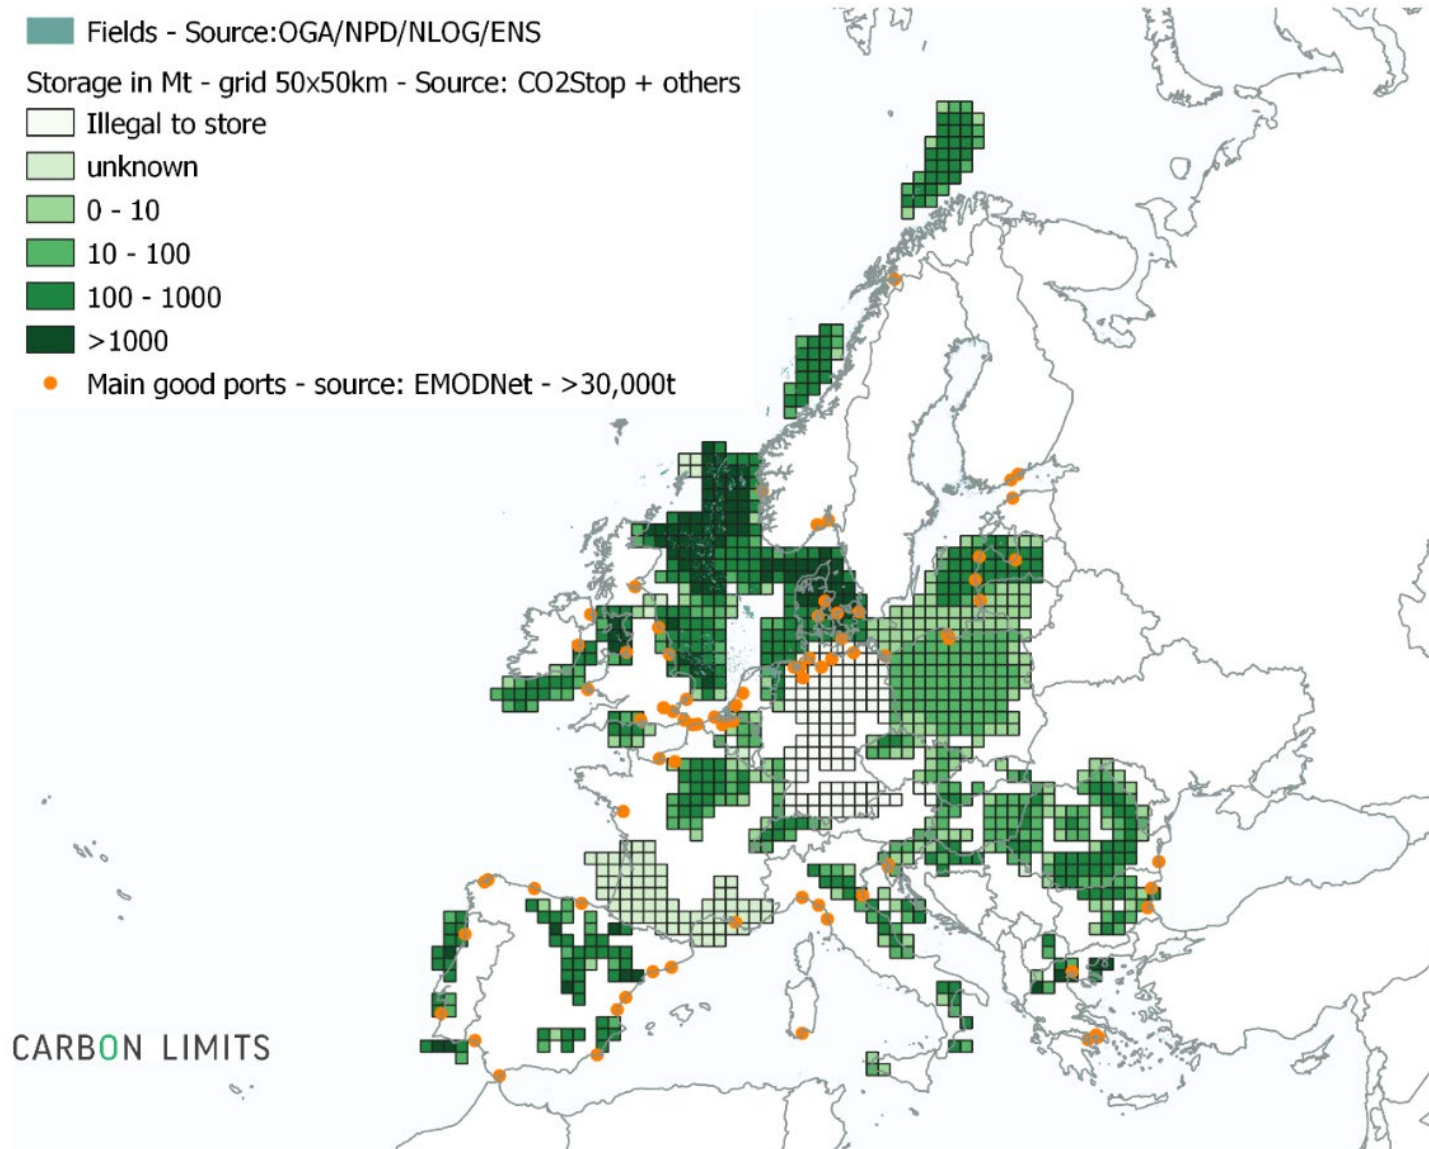 Fields - Source:OGA/NPD/NLOG/ENS
Storage in Mt - grid 50x50km - Source: CO2Stop + others
Illegal to store
unknown
0 - 10
10 - 100
100 - 1000
>1000
Main good ports - source: EMODNet - >30,000t
CARBON LIMITS